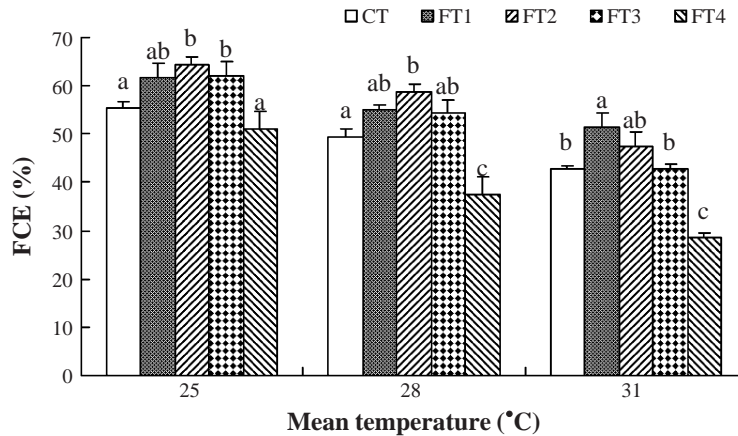 CT FT1 FT2 FT3 FT4
70
60
50
40
30
20
10
0
FCE (%)
a ab b b a
a ab b ab c
b a ab b c
25 28 31
Mean temperature (°C)